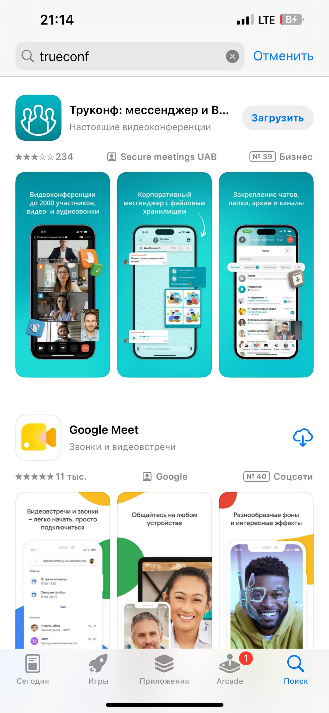 21:14
LTE 8
trueconf
Отменить
Труконф: мессенджер и В...
Настоящие видеоконференции
Загрузить
234
Secure meetings UAB
№ 39 Бизнес
Видеоконференции
до 2000 участников,
видео- и аудиозвонки
Корпоративный
мессенджер с файловым
хранилищем
Закрепление чатов,
папки, архив и каналы
Google Meet
Звонки и видеовстречи
11 тыс.
Google
№ 40 Соцсети
Видеовстречи и звонки
– легко начать, просто
подключиться
Общайтесь на любом
устройстве
Разнообразные фоны
и интересные эффекты
1
Сегодня
Игры
Приложения
Arcade
Поиск